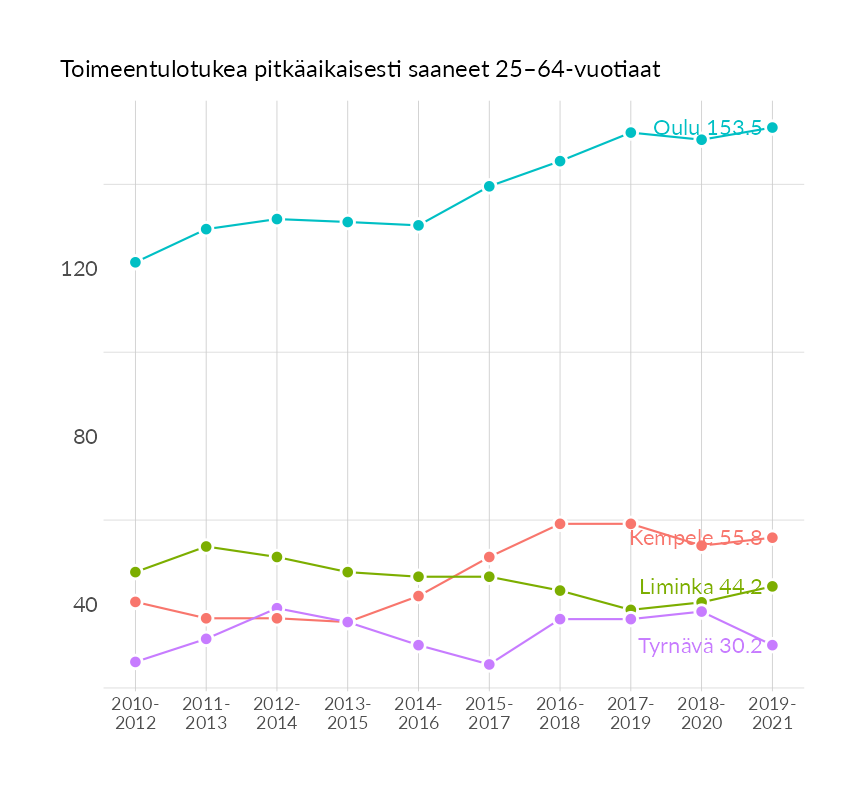 Toimeentulotukea pitkäaikaisesti saaneet 25–64-vuotiaat
Oulu 153.5
120
80
Kempele 55.8
Liminka 44.2
40
Tyrnävä 30.2
2010- 2011- 2012- 2013- 2014- 2015- 2016- 2017- 2018- 2019-
2012 2013 2014 2015 2016 2017 2018 2019 2020 2021